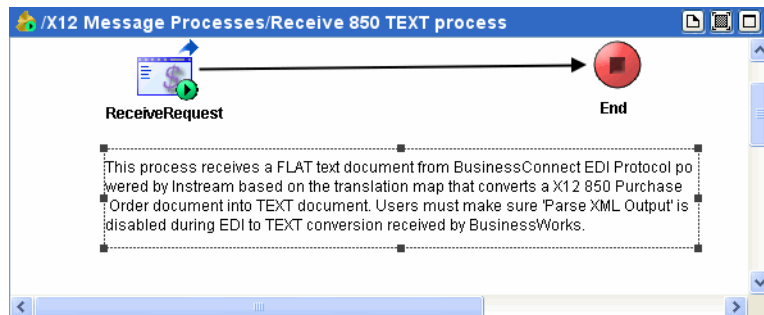 /X12 Message Processes/Receive 850 TEXT process
ReceiveRequest
End
This process receives a FLAT text document from BusinessConnect EDI Protocol po
wered by Instream based on the translation map that converts a X12 850 Purchase
Order document into TEXT document. Users must make sure 'Parse XML Output' is
disabled during EDI to TEXT conversion received by BusinessWorks.